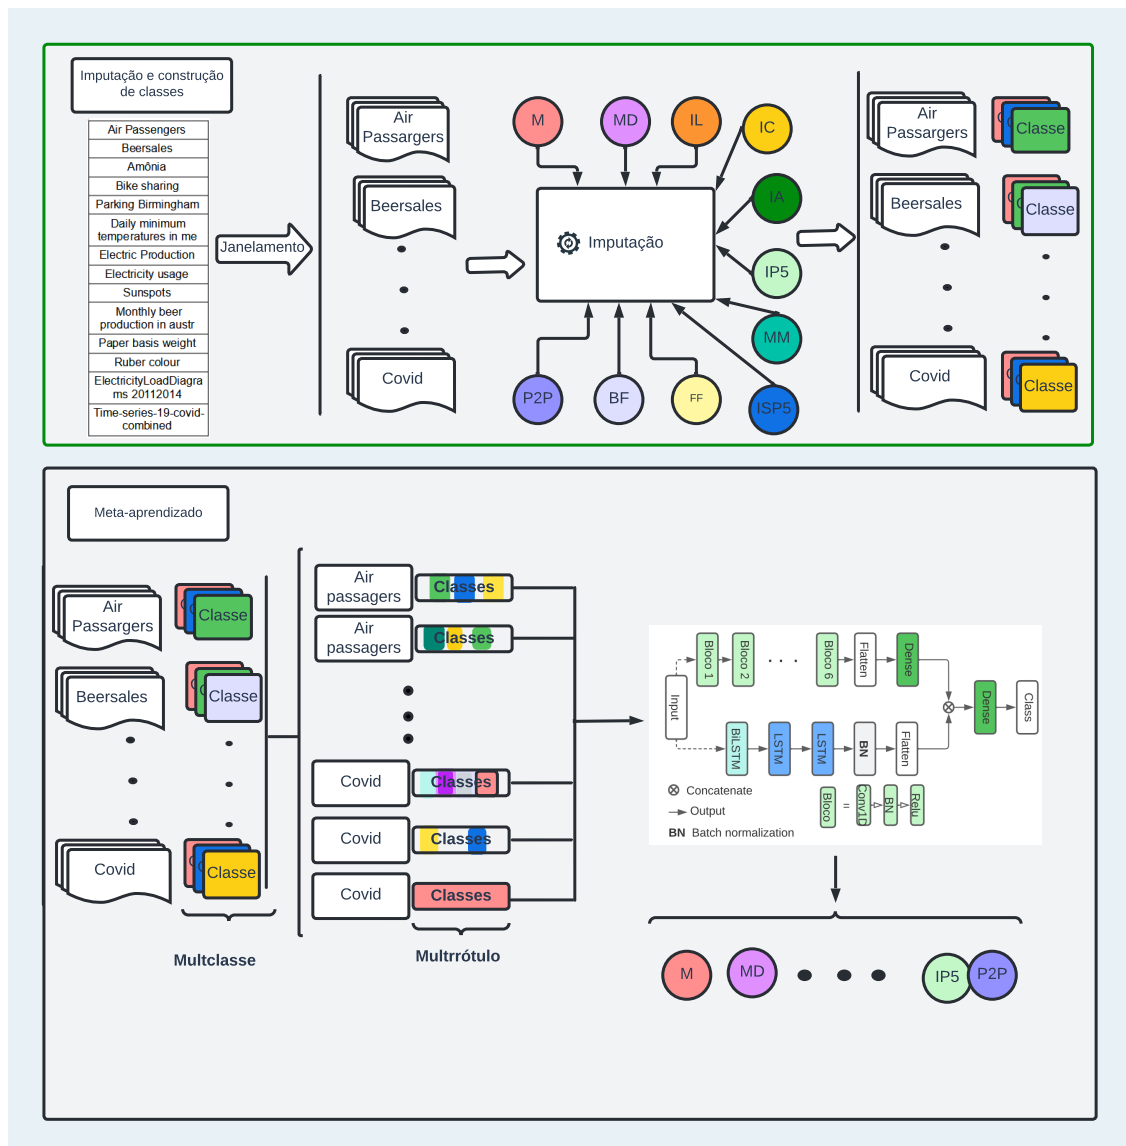 Imputação e construção
de classes
Air Passengers
Beersales
Amônia
Bike sharing
Parking Birmingham
Daily minimum
temperatures in me
Electric Production
Electricity usage
Sunspots
Monthly beer
production in austr
Paper basis weight
Ruber colour
ElectricityLoadDiagra
ms 20112014
Time-series-19-covid-
combined
Janelamento
Air
Passargers
Beersales
Covid
M
MD
IL
IC
IA
IP5
MM
ISP5
FF
BF
P2P
Imputação
Air
Passargers
Classe
Beersales
Classe
Covid
Classe
Meta-aprendizado
Air
Passargers
Classe
Beersales
Classe
Covid
Classe
Multclasse
Air
passagers
Classes
Air
passagers
Classes
Covid
Classes
Covid
Classes
Covid
Classes
Multrrótulo
Input
Bloco 1
Bloco 2
. . .
Bloco 6
Flatten
Dense
BiLSTM
LSTM
LSTM
BN
Flatten
Dense
Class
Concatenate
Output
BN Batch normalization
Bloco
=
Conv1D
BN
Relu
M
MD
IP5
P2P